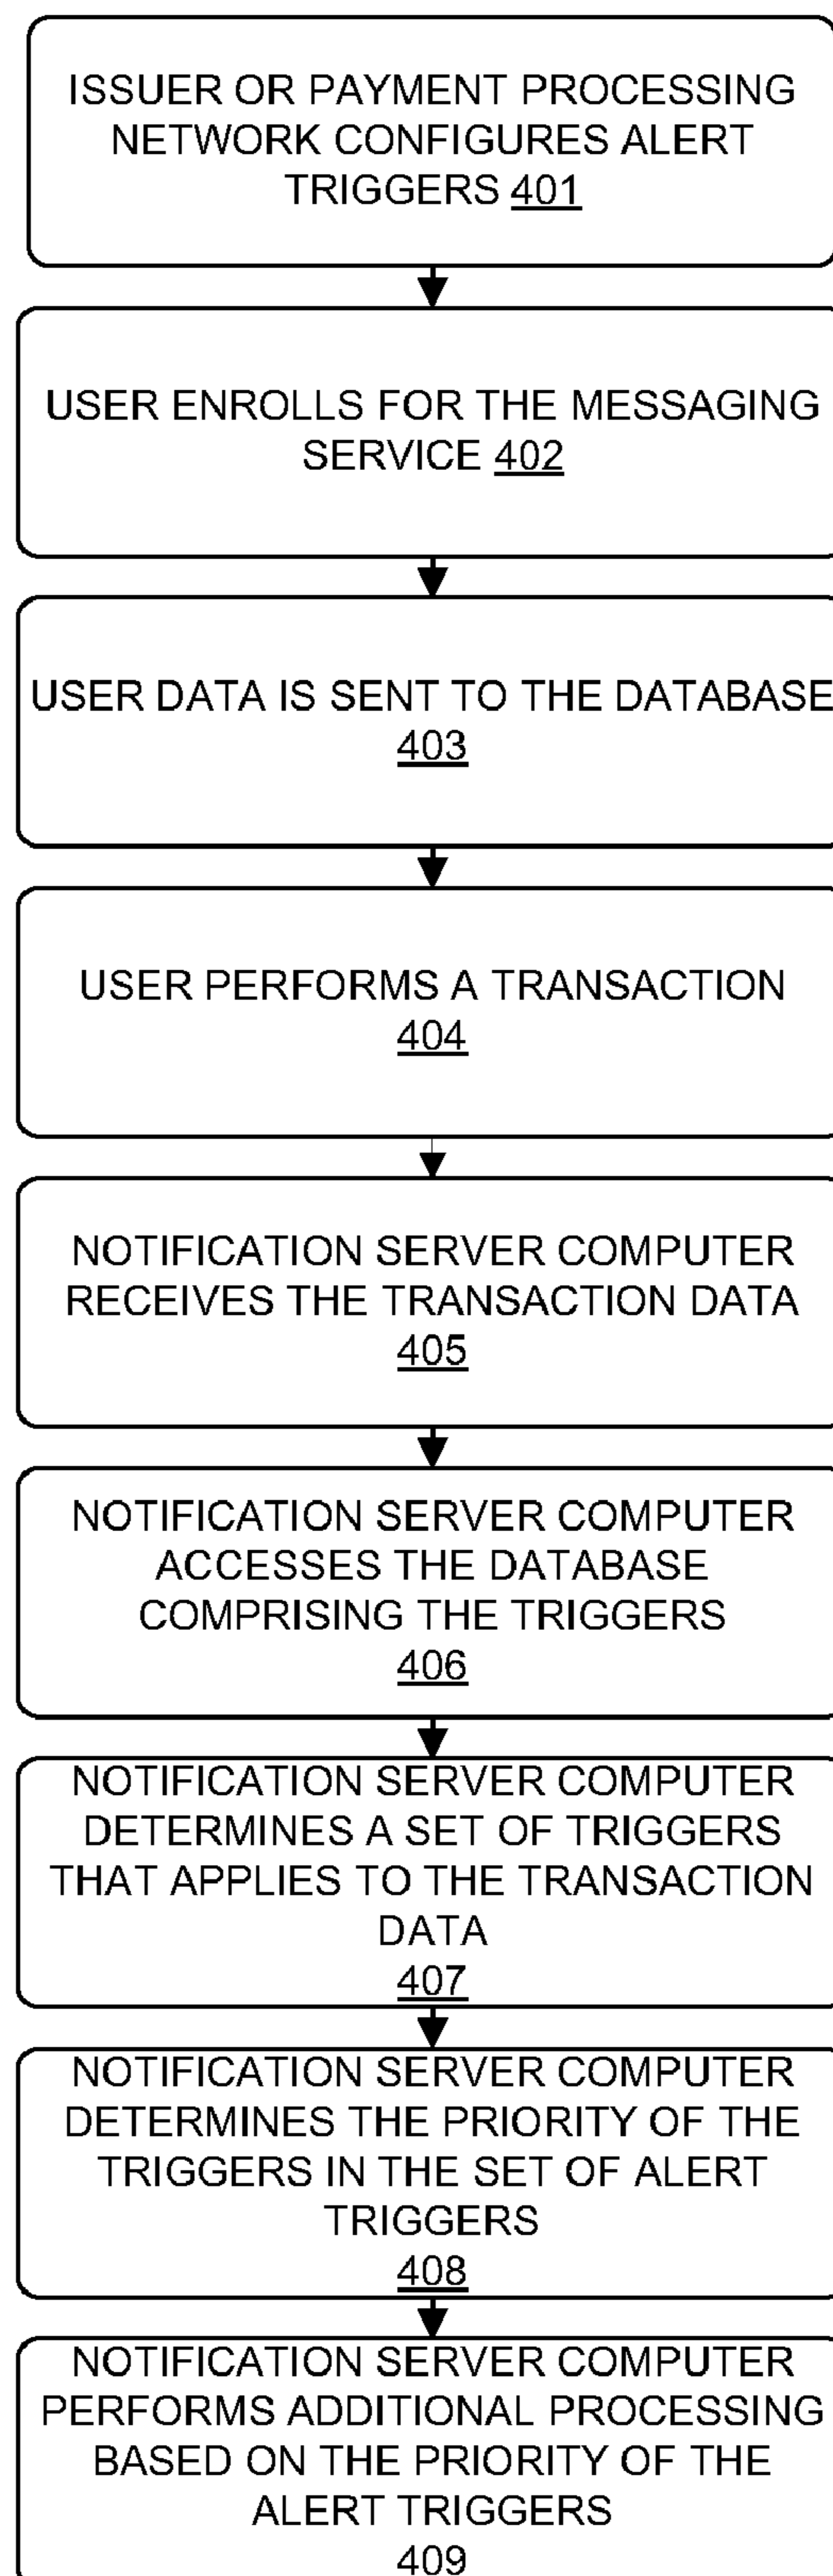 ISSUER OR PAYMENT PROCESSING
NETWORK CONFIGURES ALERT
TRIGGERS 401
USER ENROLLS FOR THE MESSAGING
SERVICE 402
USER DATA IS SENT TO THE DATABASE
403
USER PERFORMS A TRANSACTION
404
NOTIFICATION SERVER COMPUTER
RECEIVES THE TRANSACTION DATA
405
NOTIFICATION SERVER COMPUTER
ACCESSES THE DATABASE
COMPRISING THE TRIGGERS
406
NOTIFICATION SERVER COMPUTER
DETERMINES A SET OF TRIGGERS
THAT APPLIES TO THE TRANSACTION
DATA
407
NOTIFICATION SERVER COMPUTER
DETERMINES THE PRIORITY OF THE
TRIGGERS IN THE SET OF ALERT
TRIGGERS
408
NOTIFICATION SERVER COMPUTER
PERFORMS ADDITIONAL PROCESSING
BASED ON THE PRIORITY OF THE
ALERT TRIGGERS
409